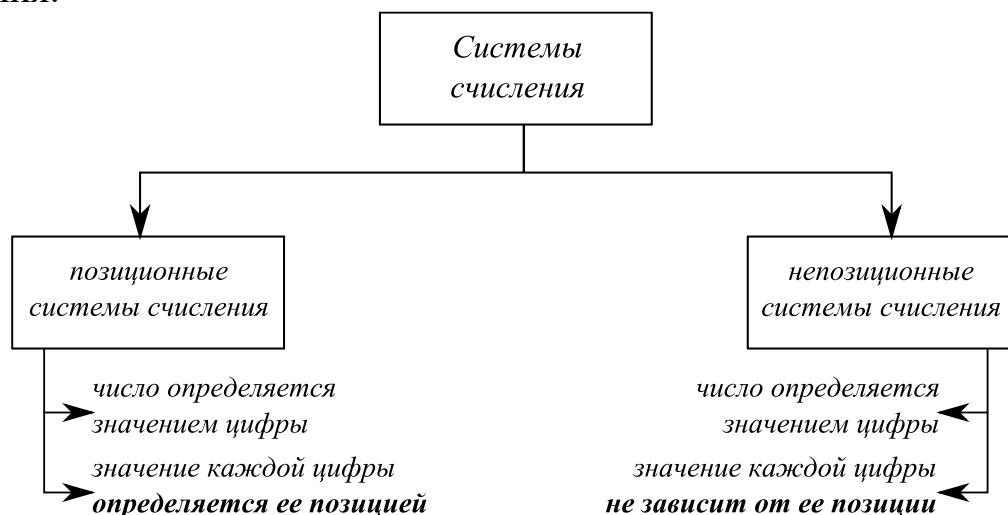 Системы
счисления
позиционные
системы счисления
непозиционные
системы счисления
число определяется
значением цифры
значение каждой цифры
определяется ее позицией
число определяется
значением цифры
значение каждой цифры
не зависит от ее позиции